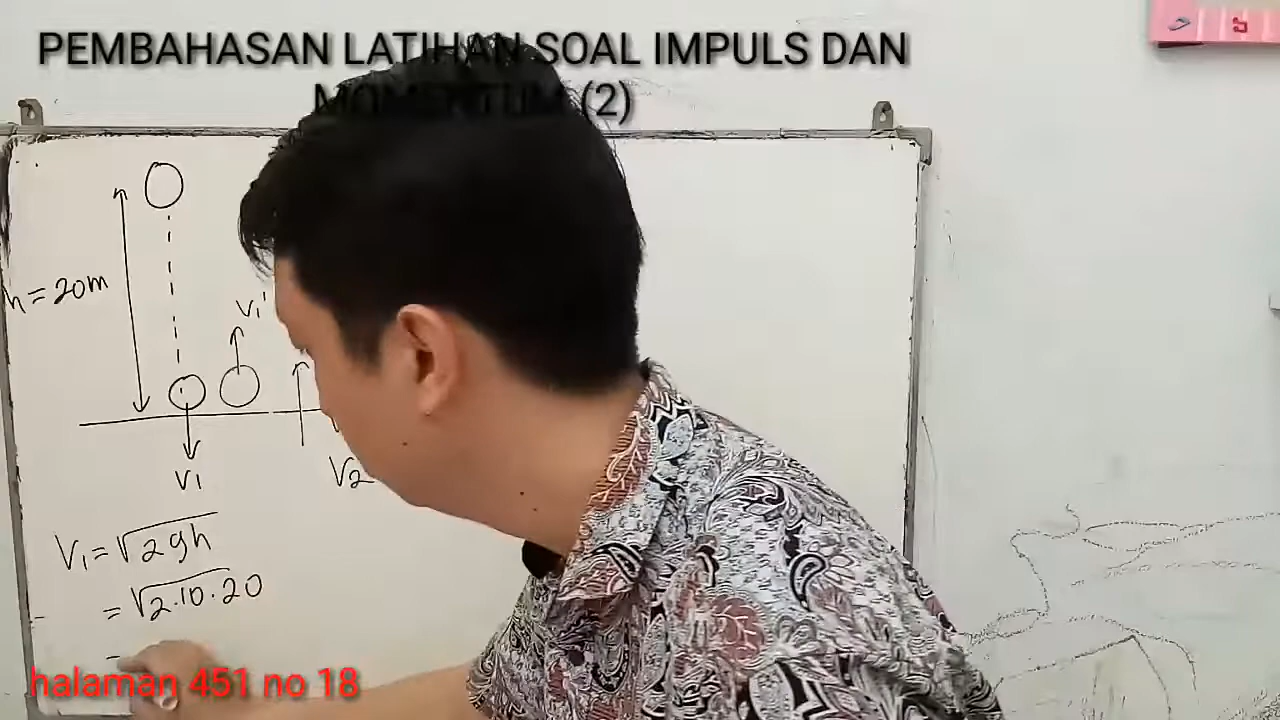 PEMBAHASAN LATIHAN SOAL IMPULS DAN
MOMENTUM (2)
h = 20m
V1'
V1
V2
V1 = √2gh
= √2.10.20
=
halaman 451 no 18